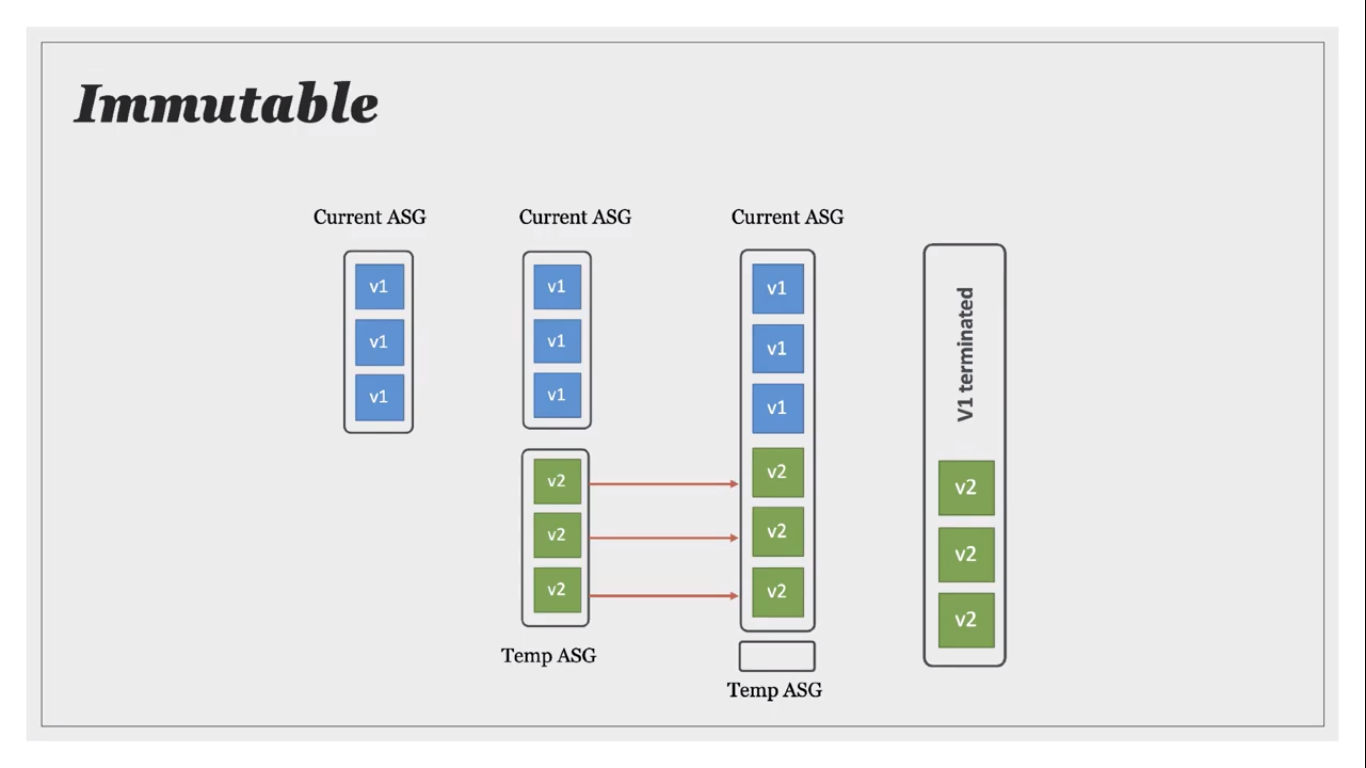 Immutable
Current ASG
Current ASG
Current ASG
v1
v1
v1
v1
v1
v1
v2
v2
v2
Temp ASG
v1
v1
v1
v2
v2
v2
Temp ASG
V1 terminated
v2
v2
v2